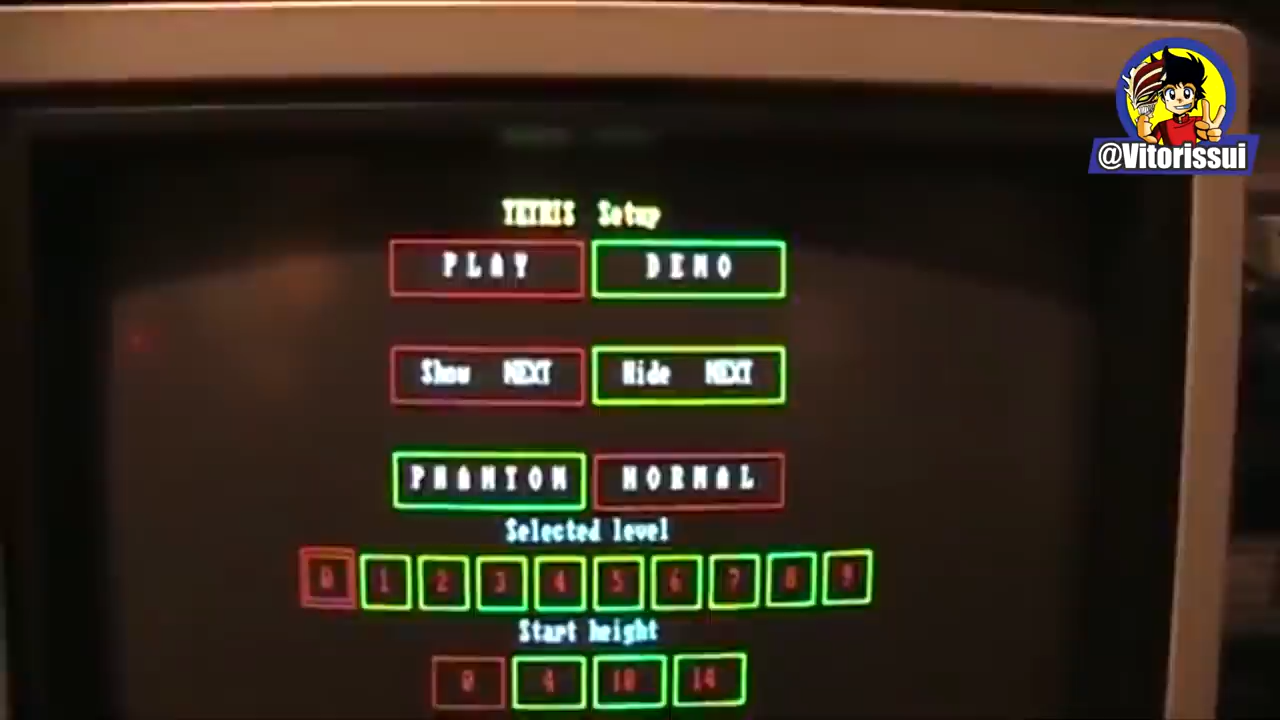 @Vitorissui
TETRIS Setup
PLAY DEMO
Show NEXT Hide NEXT
PHANTOM NORMAL
Selected level
0 1 2 3 4 5 6 7 8 9
Start height
0 4 10 14